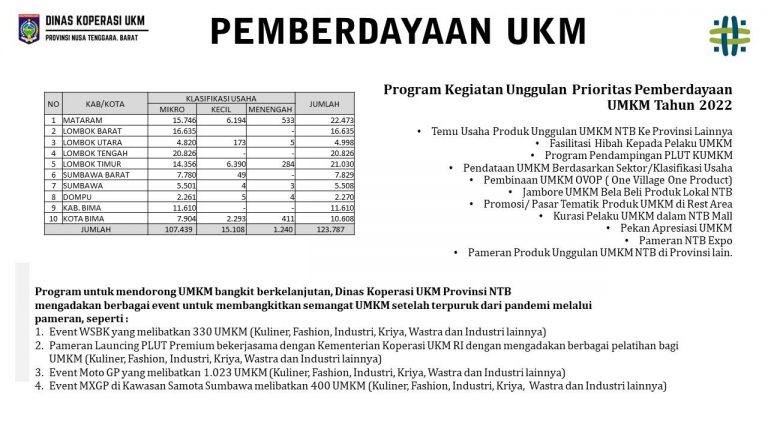 DINAS KOPERASI UKM
PROVINSI NUSA TENGGARA BARAT
PEMBERDAYAAN UKM
NO KAB/KOTA KLASIFIKASI USAHA JUMLAH
MIKRO KECIL MENENGAH
1 MATARAM 15.746 6.194 533 22.473
2 LOMBOK BARAT 16.635 - 16.635
3 LOMBOK UTARA 4.820 173 5 4.998
4 LOMBOK TENGAH 20.826 - - 20.826
5 LOMBOK TIMUR 14.356 6.390 284 21.030
6 SUMBAWA BARAT 7.780 49 - 7.829
7 SUMBAWA 5.501 4 3 5.508
8 DOMPU 2.261 5 4 2.270
9 KAB. BIMA 11.610 - - 11.610
10 KOTA BIMA 7.904 2.293 411 10.608
JUMLAH 107.439 15.108 1.240 123.787
Program Kegiatan Unggulan Prioritas Pemberdayaan
UMKM Tahun 2022
• Temu Usaha Produk Unggulan UMKM NTB Ke Provinsi Lainnya
• Fasilitasi Hibah Kepada Pelaku UMKM
• Program Pendampingan PLUT KUMKM
• Pendataan UMKM Berdasarkan Sektor/Klasifikasi Usaha
• Pembinaan UMKM OVOP ( One Village One Product)
• Jambore UMKM Bela Beli Produk Lokal NTB
• Promosi/ Pasar Tematik Produk UMKM di Rest Area
• Kurasi Pelaku UMKM dalam NTB Mall
• Pekan Apresiasi UMKM
• Pameran NTB Expo
• Pameran Produk Unggulan UMKM NTB di Provinsi lain.
Program untuk mendorong UMKM bangkit berkelanjutan, Dinas Koperasi UKM Provinsi NTB
mengadakan berbagai event untuk membangkitkan semangat UMKM setelah terpuruk dari pandemi melalui
pameran, seperti :
1. Event WSBK yang melibatkan 330 UMKM (Kuliner, Fashion, Industri, Kriya, Wastra dan Industri lainnya)
2. Pameran Launcing PLUT Premium bekerjasama dengan Kementerian Koperasi UKM RI dengan mengadakan berbagai pelatihan bagi
UMKM (Kuliner, Fashion, Industri, Kriya, Wastra dan Industri lainnya)
3. Event Moto GP yang melibatkan 1.023 UMKM (Kuliner, Fashion, Industri, Kriya, Wastra dan Industri lainnya)
4. Event MXGP di Kawasan Samota Sumbawa melibatkan 400 UMKM (Kuliner, Fashion, Industri, Kriya, Wastra dan Industri lainnya)